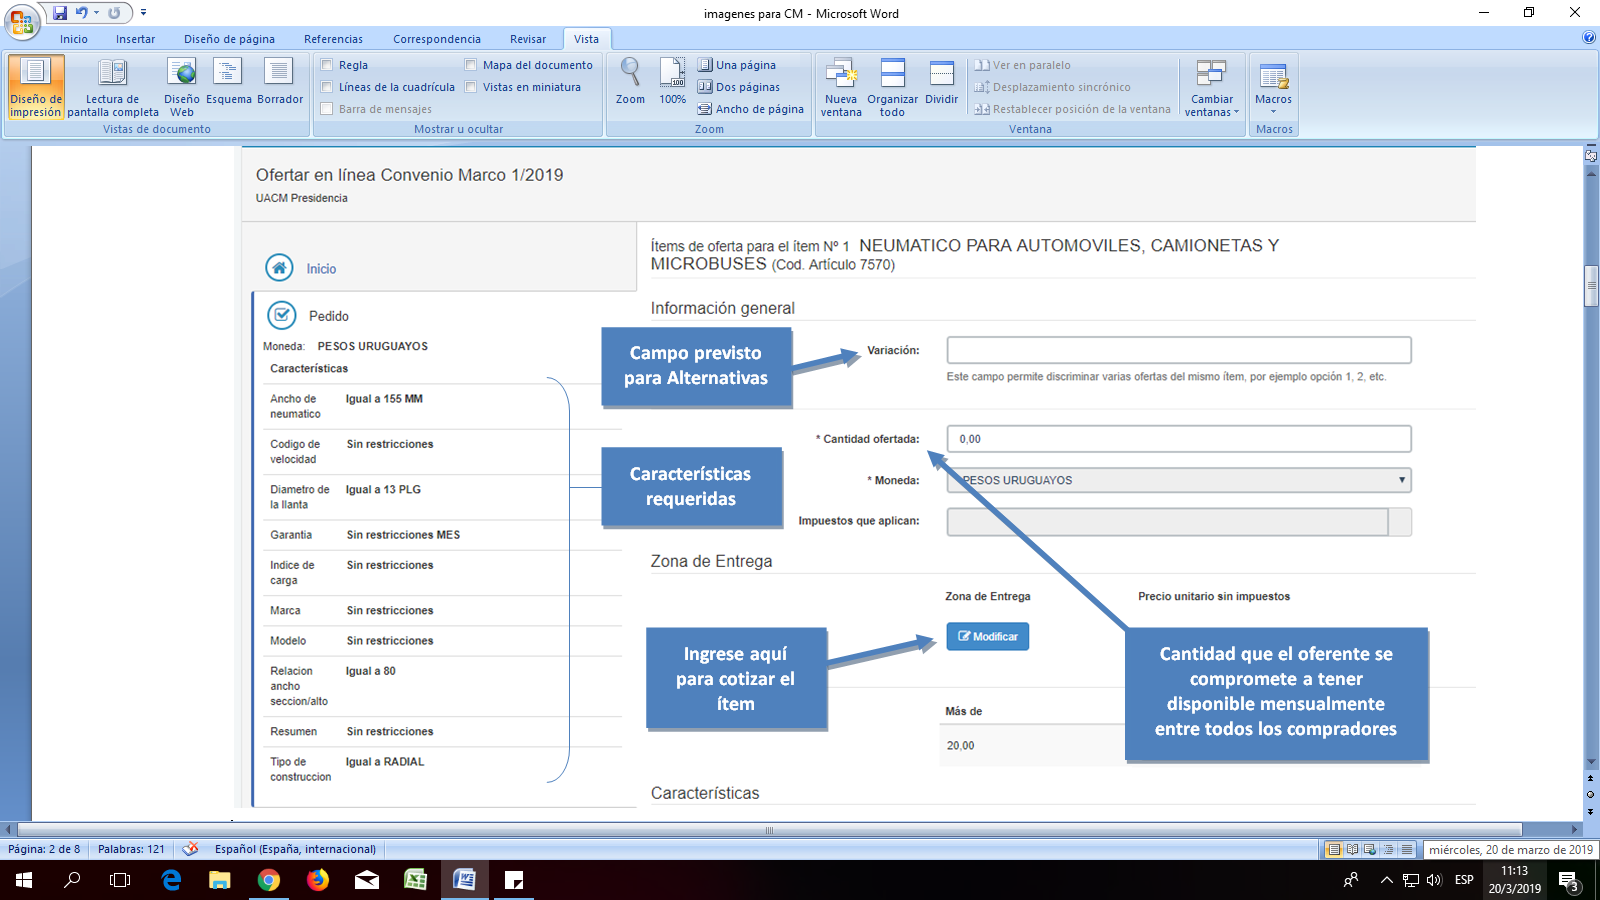 imagenes para CM - Microsoft Word
Inicio Insertar Diseño de página Referencias Correspondencia Revisar Vista
Diseño de impresión
Lectura de pantalla completa
Diseño Web
Esquema
Borrador
Vistas de documento
Regla
Líneas de la cuadrícula
Barra de mensajes
Mapa del documento
Vistas en miniatura
Mostrar u ocultar
Zoom
100%
Una página
Dos páginas
Ancho de página
Zoom
Nueva ventana
Organizar todo
Dividir
Ver en paralelo
Desplazamiento sincrónico
Restablecer posición de la ventana
Cambiar ventanas
Ventana
Macros
Macros
Ofertar en línea Convenio Marco 1/2019
UACM Presidencia
Inicio
Pedido
Moneda: PESOS URUGUAYOS
Características
Ancho de neumatico Igual a 155 MM
Codigo de velocidad Sin restricciones
Diametro de la llanta Igual a 13 PLG
Garantia Sin restricciones MES
Indice de carga Sin restricciones
Marca Sin restricciones
Modelo Sin restricciones
Relacion ancho seccion/alto Igual a 80
Resumen Sin restricciones
Tipo de construccion Igual a RADIAL
Ítems de oferta para el ítem Nº 1 NEUMATICO PARA AUTOMOVILES, CAMIONETAS Y
MICROBUSES (Cod. Artículo 7570)
Información general
Campo previsto
para Alternativas
Variación:
Este campo permite discriminar varias ofertas del mismo ítem, por ejemplo opción 1, 2, etc.
* Cantidad ofertada: 0,00
Características
requeridas
* Moneda: PESOS URUGUAYOS
Impuestos que aplican:
Zona de Entrega
Zona de Entrega Precio unitario sin impuestos
Modificar
Ingrese aquí
para cotizar el
ítem
Cantidad que el oferente se
compromete a tener
disponible mensualmente
entre todos los compradores
Más de
20,00
Características
Página: 2 de 8 Palabras: 121 Español (España, internacional)
miércoles, 20 de marzo de 2019
ESP
11:13
20/3/2019
3